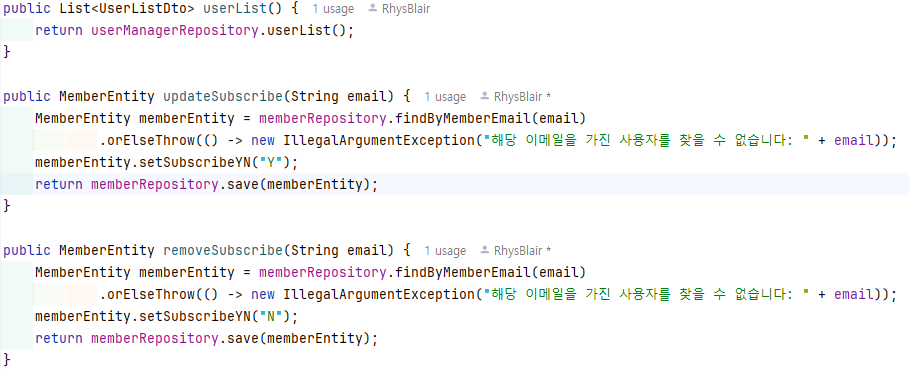 public List<UserListDto> userList() {   1 usage   RhysBlair
    return userManagerRepository.userList();
}

public MemberEntity updateSubscribe(String email) {   1 usage   RhysBlair *
    MemberEntity memberEntity = memberRepository.findByMemberEmail(email)
            .orElseThrow(() -> new IllegalArgumentException("해당 이메일을 가진 사용자를 찾을 수 없습니다: " + email));
    memberEntity.setSubscribeYN("Y");
    return memberRepository.save(memberEntity);
}

public MemberEntity removeSubscribe(String email) {   1 usage   RhysBlair *
    MemberEntity memberEntity = memberRepository.findByMemberEmail(email)
            .orElseThrow(() -> new IllegalArgumentException("해당 이메일을 가진 사용자를 찾을 수 없습니다: " + email));
    memberEntity.setSubscribeYN("N");
    return memberRepository.save(memberEntity);
}